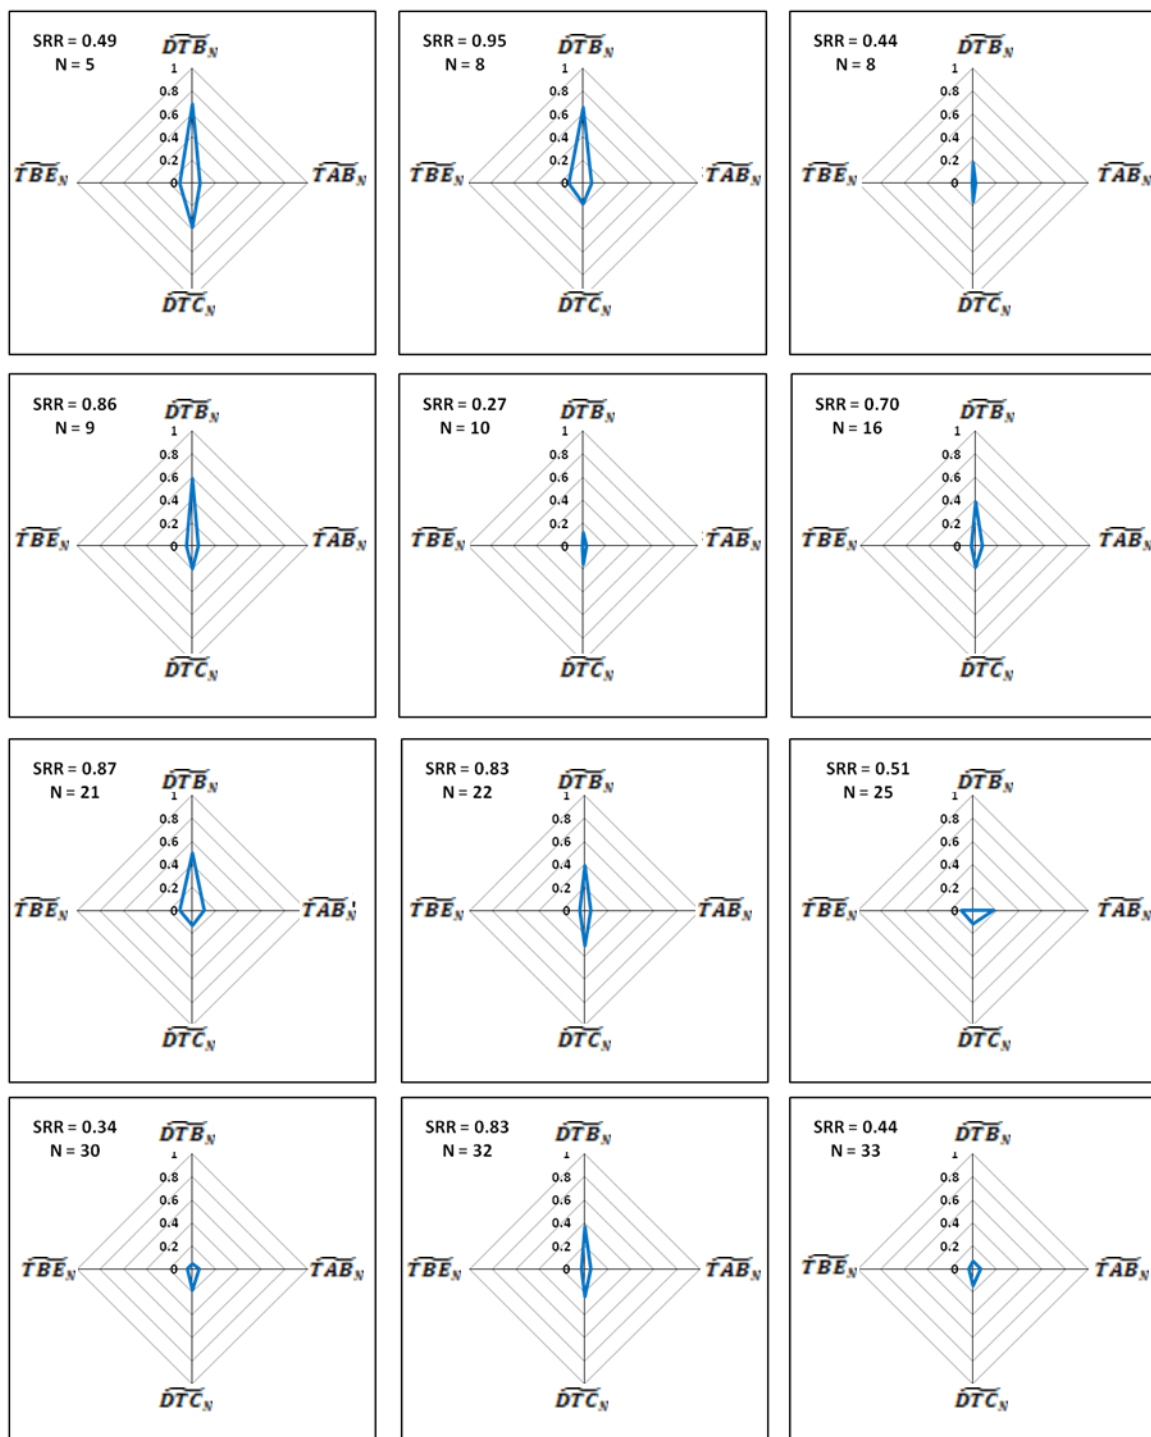 SRR = 0.49
N = 5
DTB_N
1
0.8
0.6
0.4
0.2
0
TBE_N
TAB_N
DTC_N
SRR = 0.95
N = 8
DTB_N
1
0.8
0.6
0.4
0.2
0
TBE_N
TAB_N
DTC_N
SRR = 0.44
N = 8
DTB_N
1
0.8
0.6
0.4
0.2
0
TBE_N
TAB_N
DTC_N
SRR = 0.86
N = 9
DTB_N
1
0.8
0.6
0.4
0.2
0
TBE_N
TAB_N
DTC_N
SRR = 0.27
N = 10
DTB_N
1
0.8
0.6
0.4
0.2
0
TBE_N
TAB_N
DTC_N
SRR = 0.70
N = 16
DTB_N
1
0.8
0.6
0.4
0.2
0
TBE_N
TAB_N
DTC_N
SRR = 0.87
N = 21
DTB_N
1
0.8
0.6
0.4
0.2
0
TBE_N
TAB_N
DTC_N
SRR = 0.83
N = 22
DTB_N
1
0.8
0.6
0.4
0.2
0
TBE_N
TAB_N
DTC_N
SRR = 0.51
N = 25
DTB_N
1
0.8
0.6
0.4
0.2
0
TBE_N
TAB_N
DTC_N
SRR = 0.34
N = 30
DTB_N
1
0.8
0.6
0.4
0.2
0
TBE_N
TAB_N
DTC_N
SRR = 0.83
N = 32
DTB_N
1
0.8
0.6
0.4
0.2
0
TBE_N
TAB_N
DTC_N
SRR = 0.44
N = 33
DTB_N
1
0.8
0.6
0.4
0.2
0
TBE_N
TAB_N
DTC_N